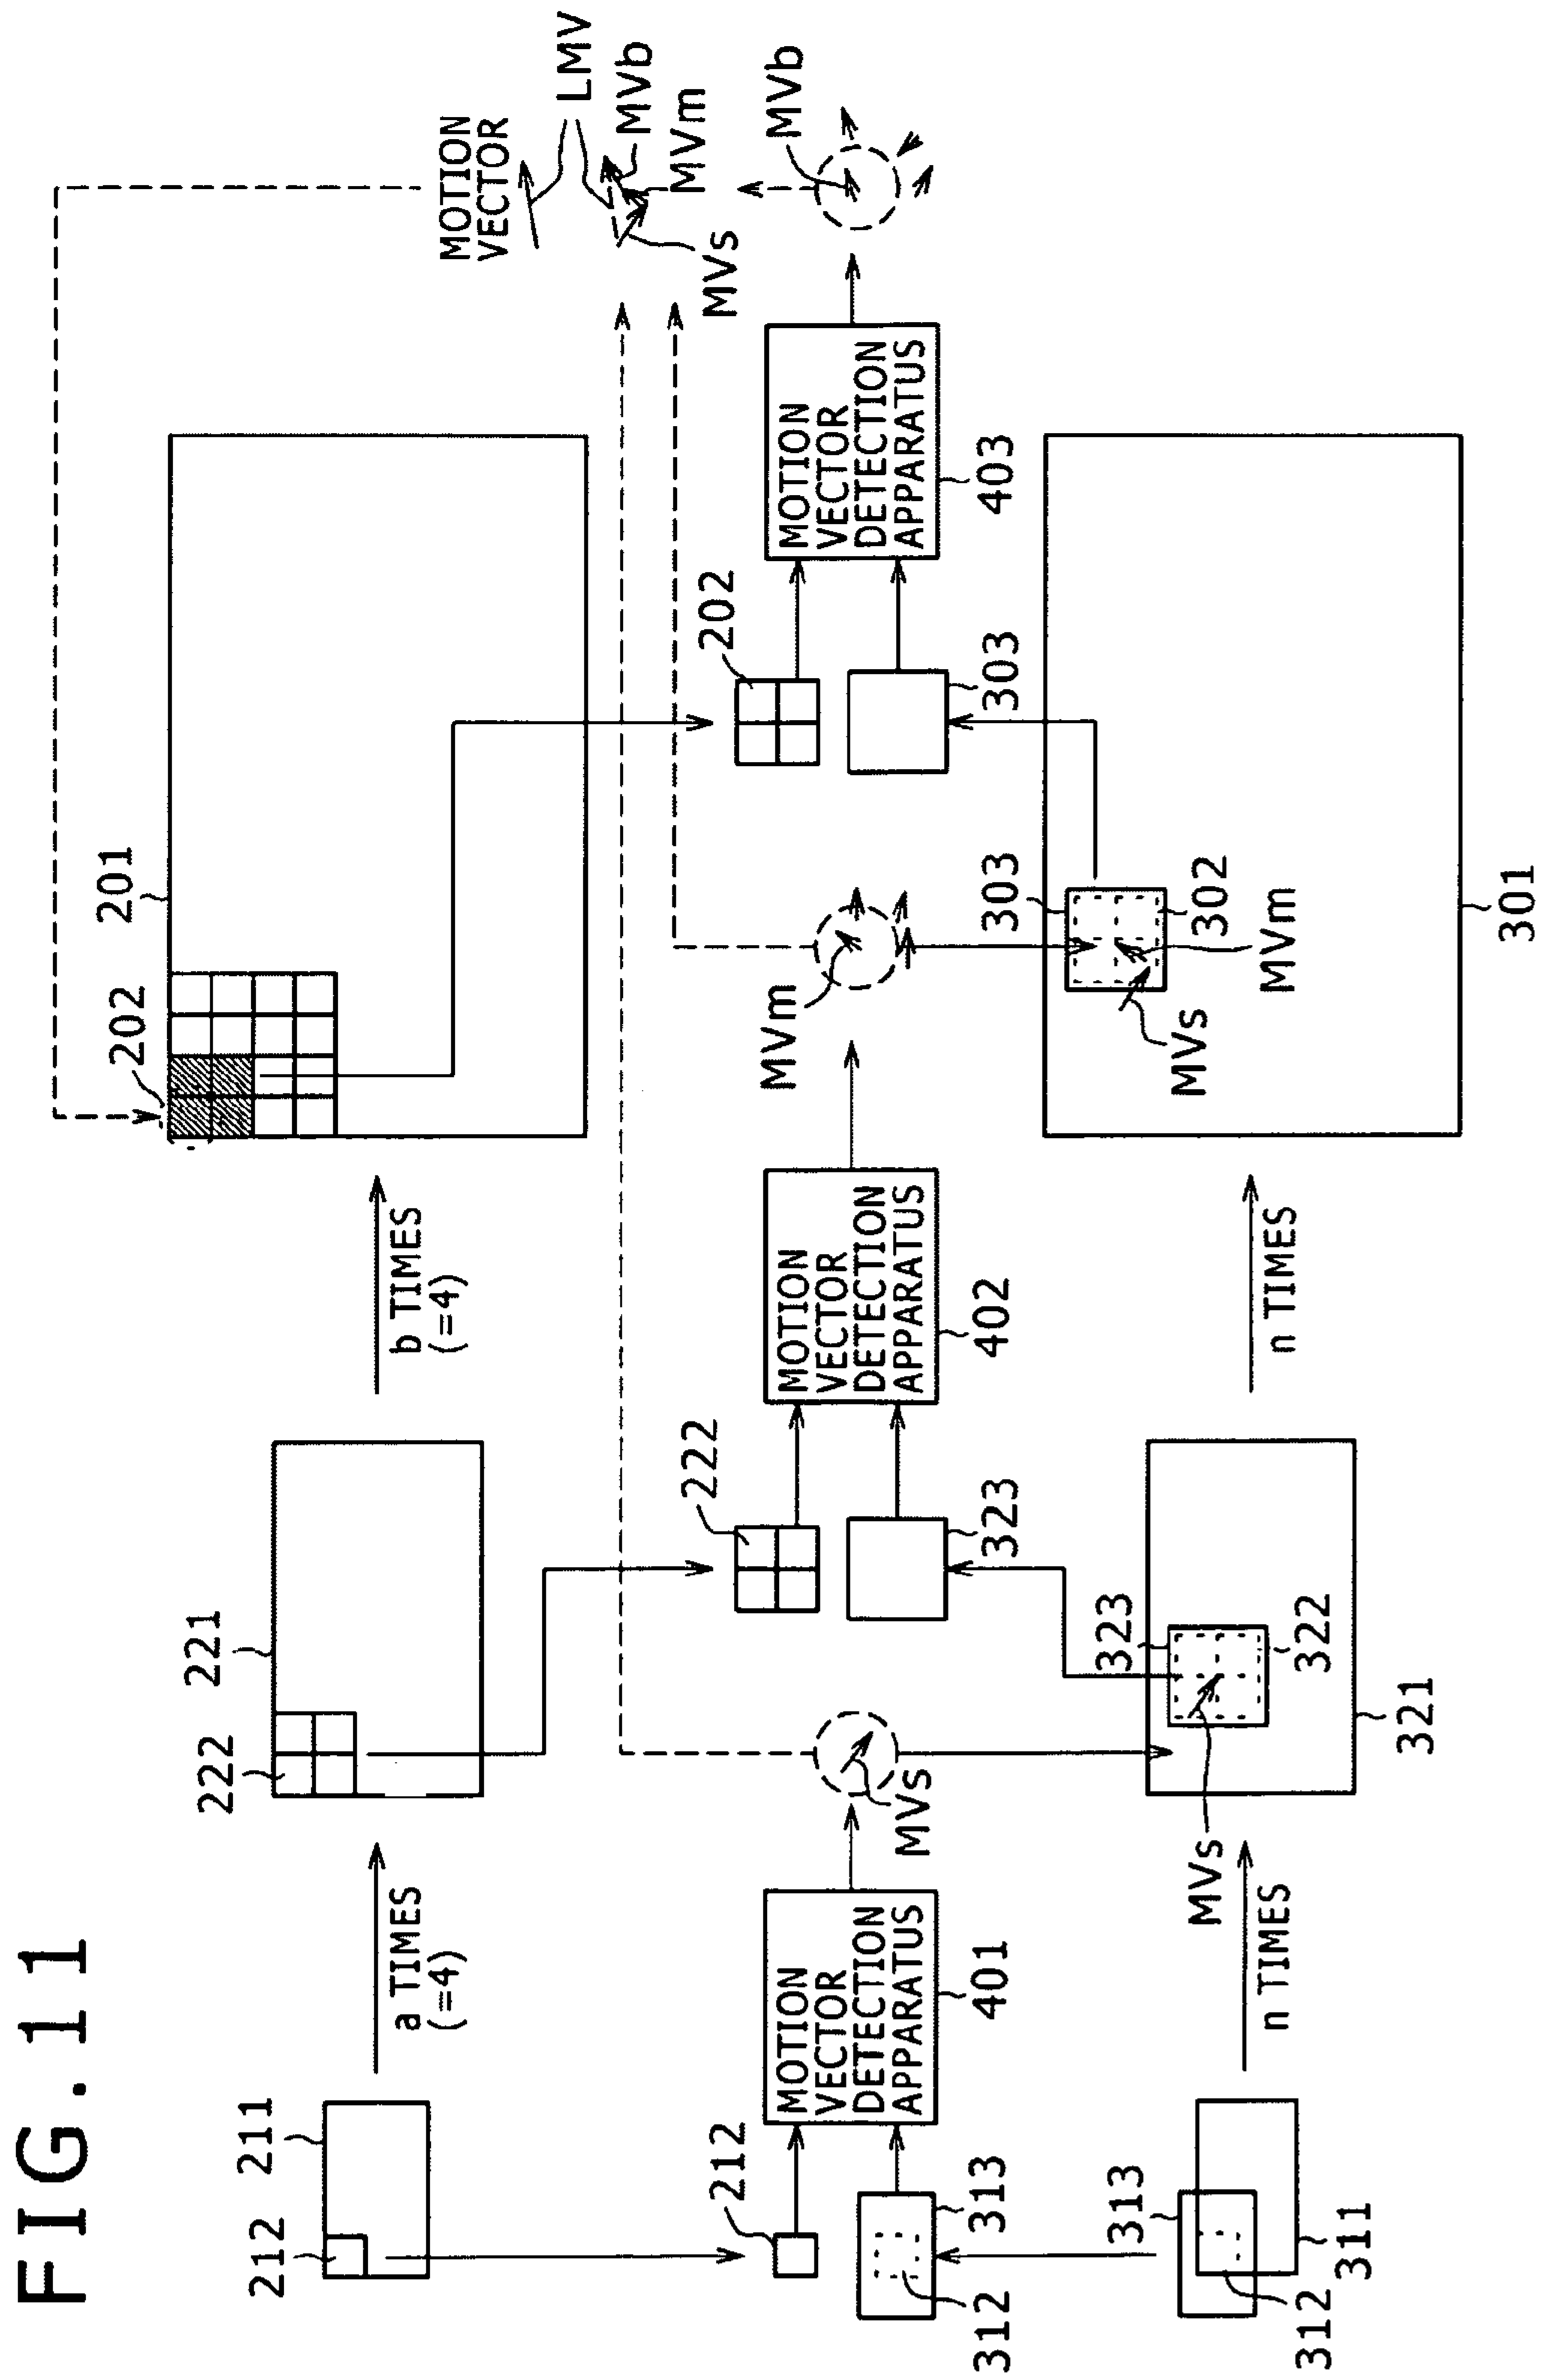 FIG.11
212
211
a TIMES
(=4)
222
221
b TIMES
(=4)
202
201
MOTION
VECTOR
LMV
MVb
MVm
MVs
212
313
312
MOTION
VECTOR
DETECTION
APPARATUS
401
MVs
222
323
MOTION
VECTOR
DETECTION
APPARATUS
402
MVm
202
303
MOTION
VECTOR
DETECTION
APPARATUS
403
MVb
313
312
311
n TIMES
MVs
323
322
321
n TIMES
303
302
MVs
MVm
301